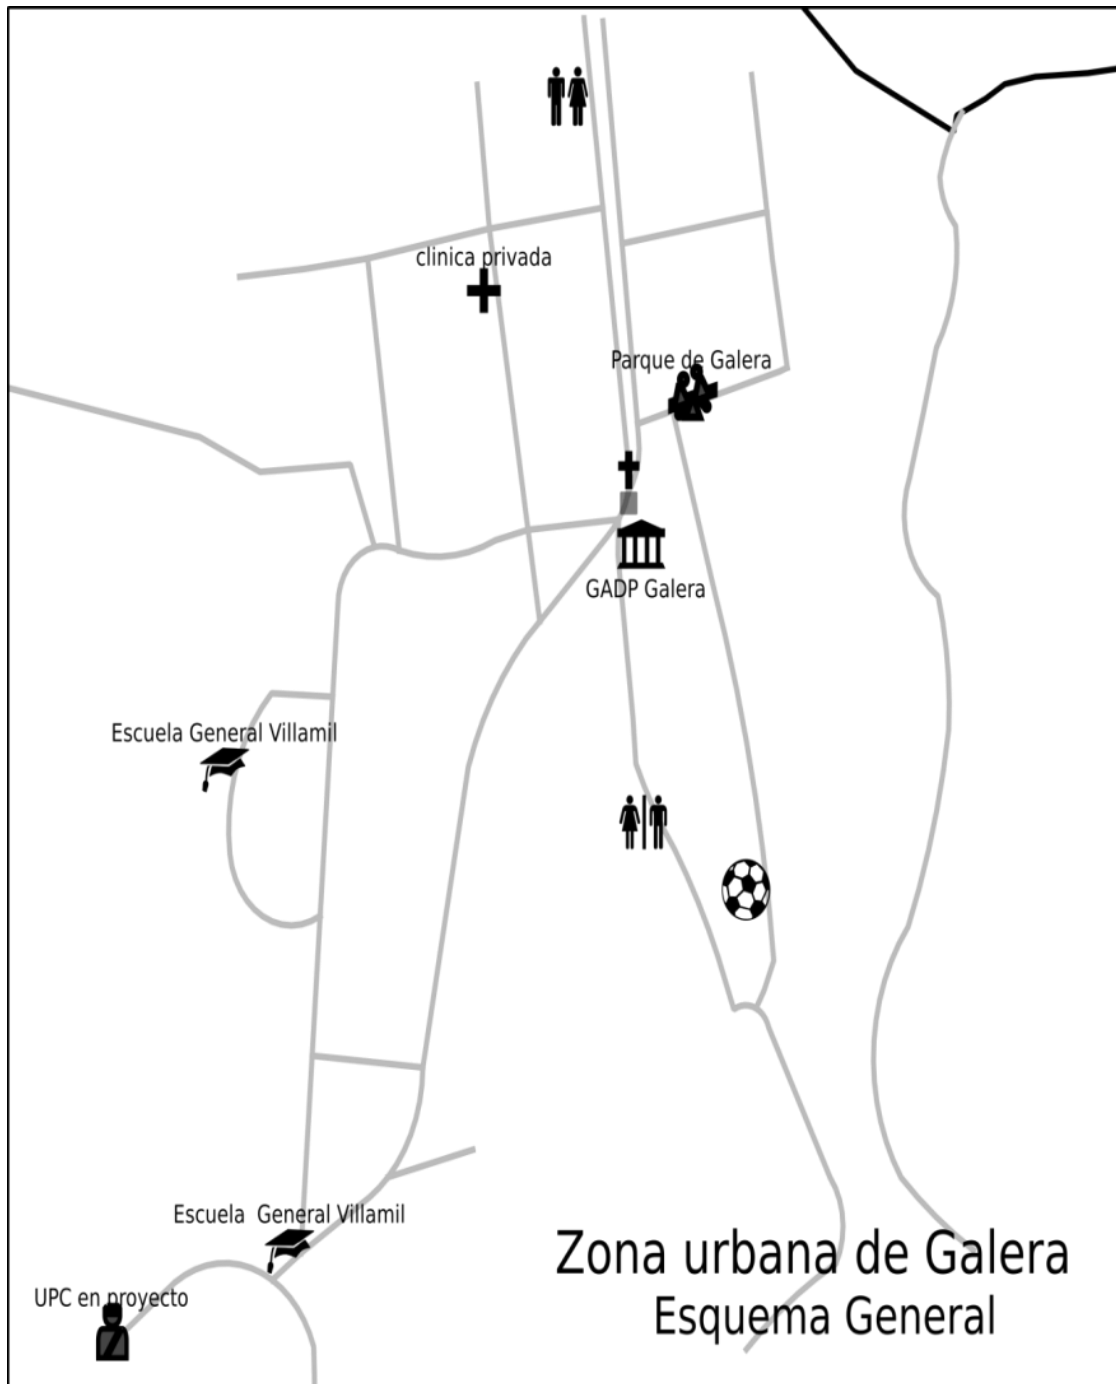 clinica privada
Parque de Galera
GADP Galera
Escuela General Villamil
Escuela General Villamil
UPC en proyecto
Zona urbana de Galera
Esquema General